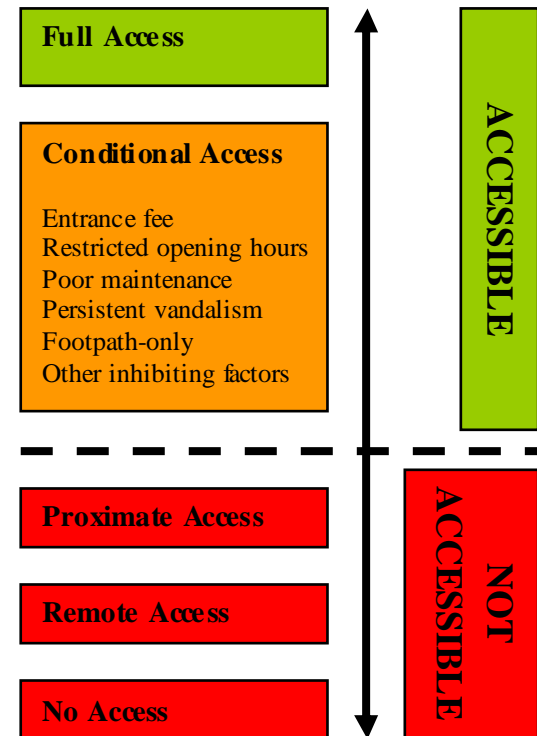 Full Access
Conditional Access
Entrance fee
Restricted opening hours
Poor maintenance
Persistent vandalism
Footpath-only
Other inhibiting factors
ACCESSIBLE
Proximate Access
Remote Access
No Access
NOT
ACCESSIBLE